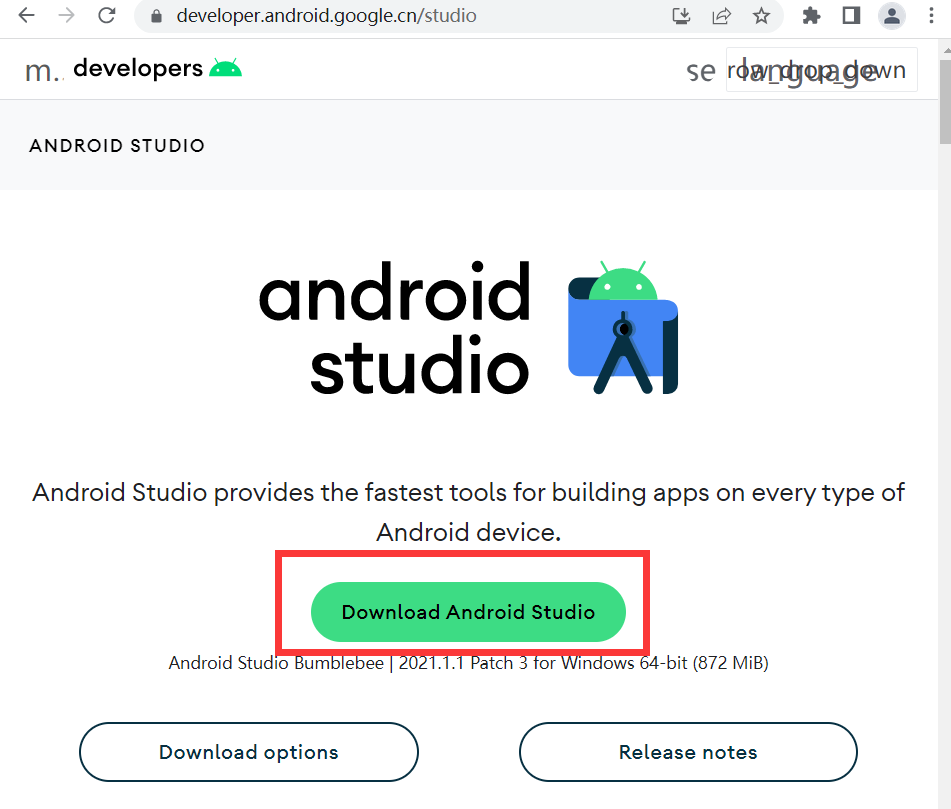 developer.android.google.cn/studio
m.. developers
se language row_drop_down
ANDROID STUDIO
android
studio
Android Studio provides the fastest tools for building apps on every type of
Android device.
Download Android Studio
Android Studio Bumblebee | 2021.1.1 Patch 3 for Windows 64-bit (872 MiB)
Download options
Release notes